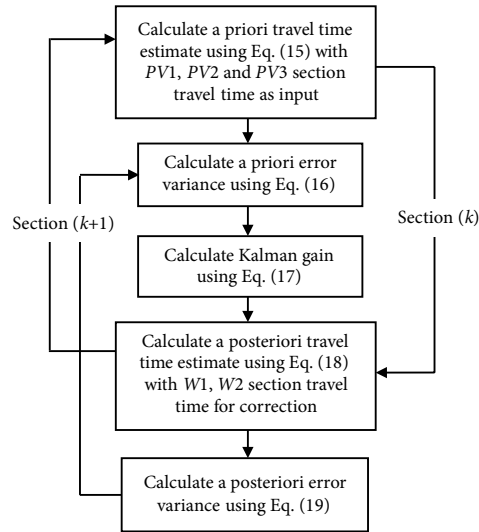 Calculate a priori travel time
estimate using Eq. (15) with
PV1, PV2 and PV3 section
travel time as input
Calculate a priori error
variance using Eq. (16)
Section (k+1)
Section (k)
Calculate Kalman gain
using Eq. (17)
Calculate a posteriori travel
time estimate using Eq. (18)
with W1, W2 section travel
time for correction
Calculate a posteriori error
variance using Eq. (19)